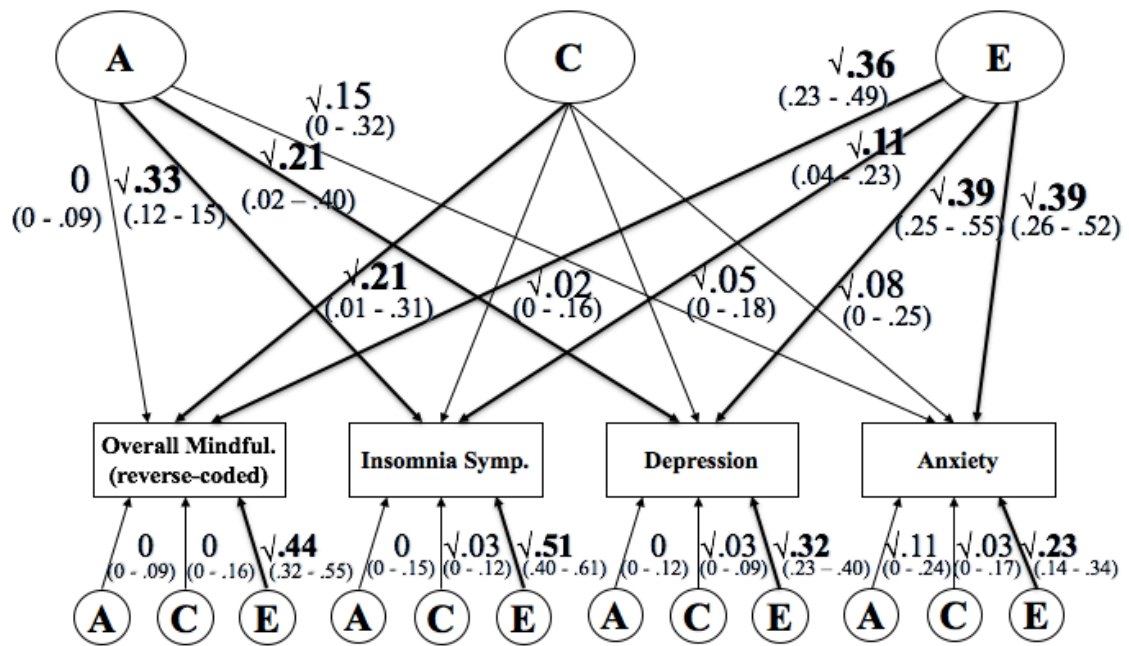 A
C
E
√.36
(.23 - .49)
√.15
(0 - .32)
√.11
(.04 - .23)
√.21
(.02 – .40)
0
(0 - .09)
√.33
(.12 - 15)
√.39
(.25 - .55)
√.39
(.26 - .52)
√.21
(.01 - .31)
√.02
(0 - .16)
√.05
(0 - .18)
√.08
(0 - .25)
Overall Mindful.
(reverse-coded)
Insomnia Symp.
Depression
Anxiety
0 0 √.44
(0 - .09) (0 - .16) (.32 - .55)
0 √.03 √.51
(0 - .15) (0 - .12) (.40 - .61)
0 √.03 √.32
(0 - .12) (0 - .09) (.23 – .40)
√.11 √.03 √.23
(0 - .24) (0 - .17) (.14 - .34)
A C E A C E A C E A C E